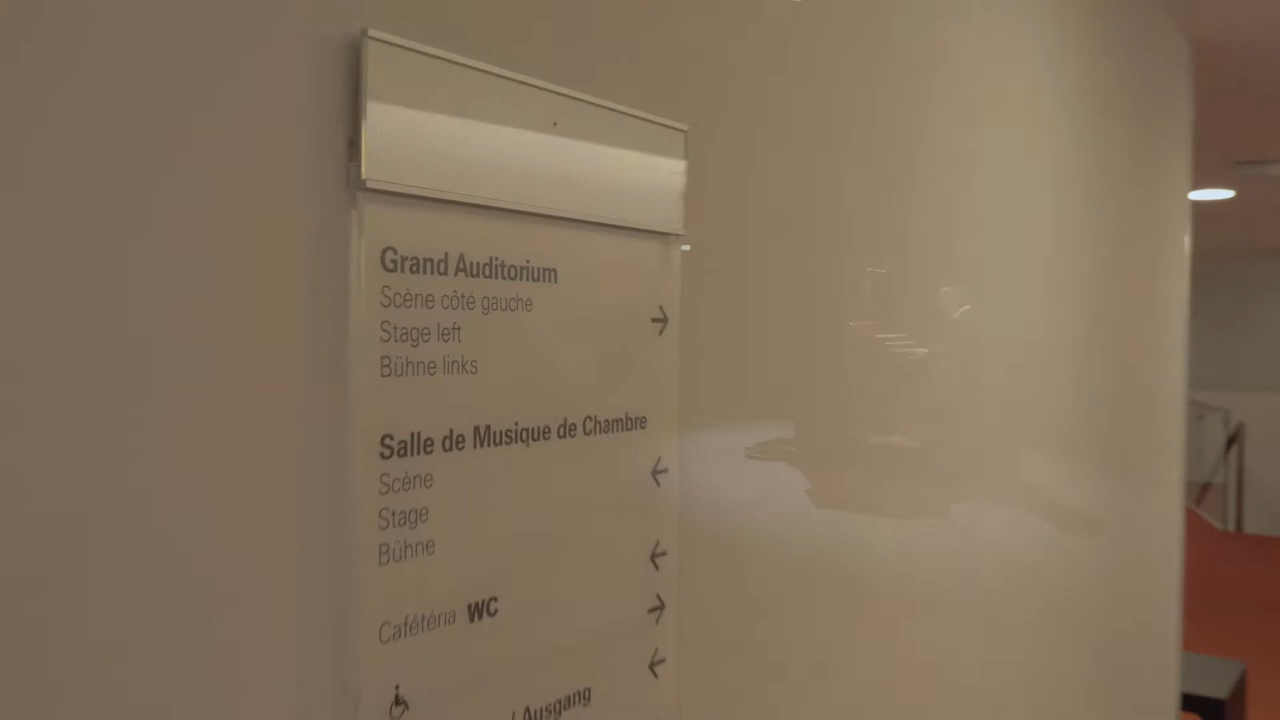 Grand Auditorium
Scène côté gauche
Stage left
Bühne links
→
Salle de Musique de Chambre
Scène
Stage
Bühne
←
←
Cafétéria WC →
←
/ Ausgang